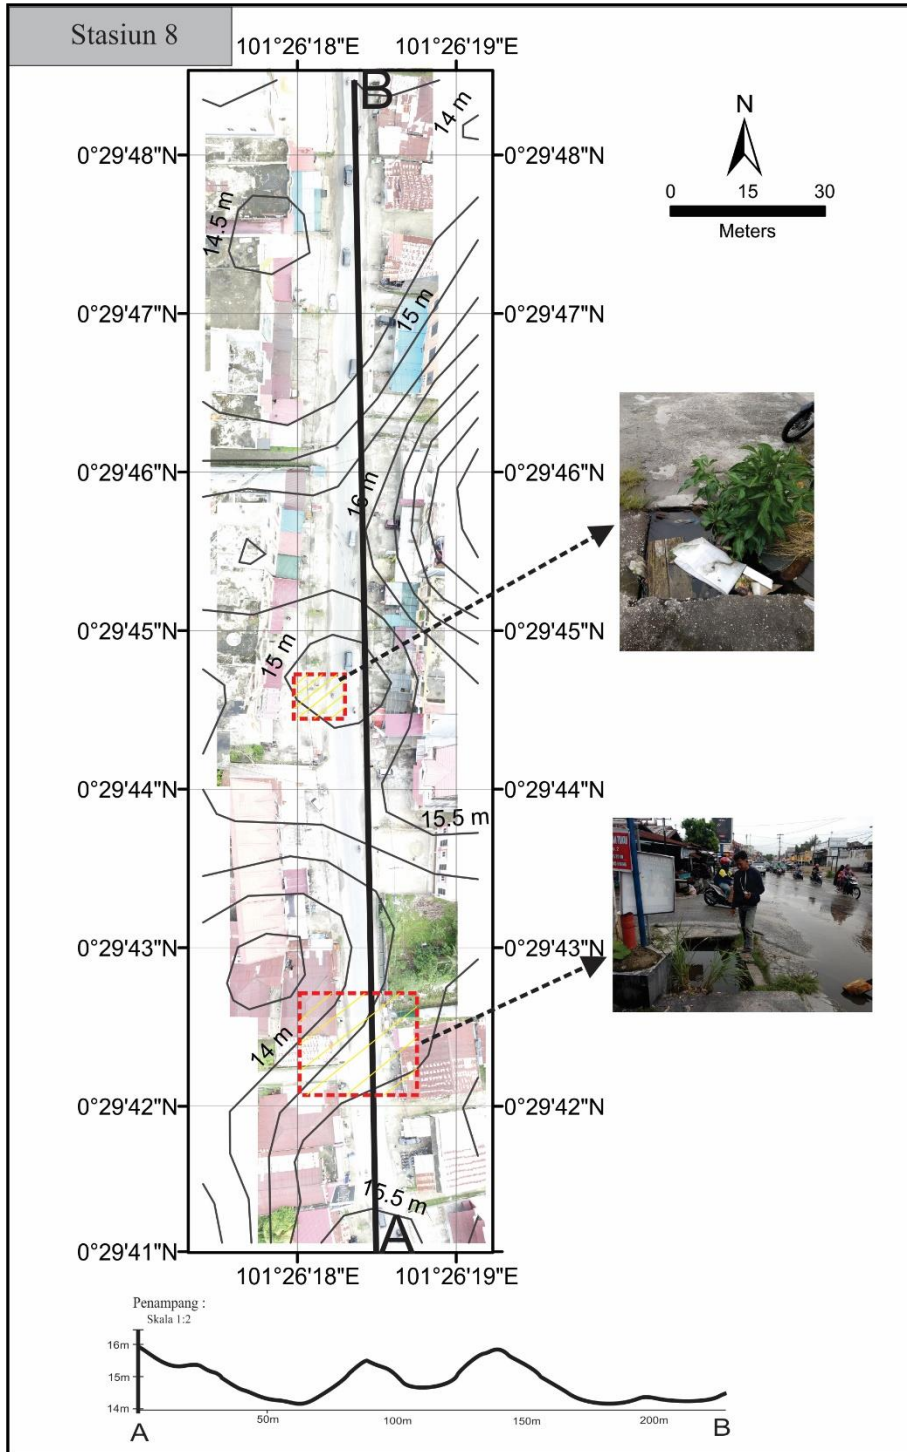 Stasiun 8
101°26'18"E 101°26'19"E
B
N
14 m
0°29'48"N 0°29'48"N
0 15 30
Meters
14.5 m
0°29'47"N 0°29'47"N
15 m
0°29'46"N 0°29'46"N
16 m
0°29'45"N 0°29'45"N
15 m
0°29'44"N 0°29'44"N
15.5 m
0°29'43"N 0°29'43"N
14 m
0°29'42"N 0°29'42"N
15.5 m
A
0°29'41"N 0°29'41"N
101°26'18"E 101°26'19"E
Penampang :
Skala 1:2
16m
15m
14m
50m 100m 150m 200m
A B